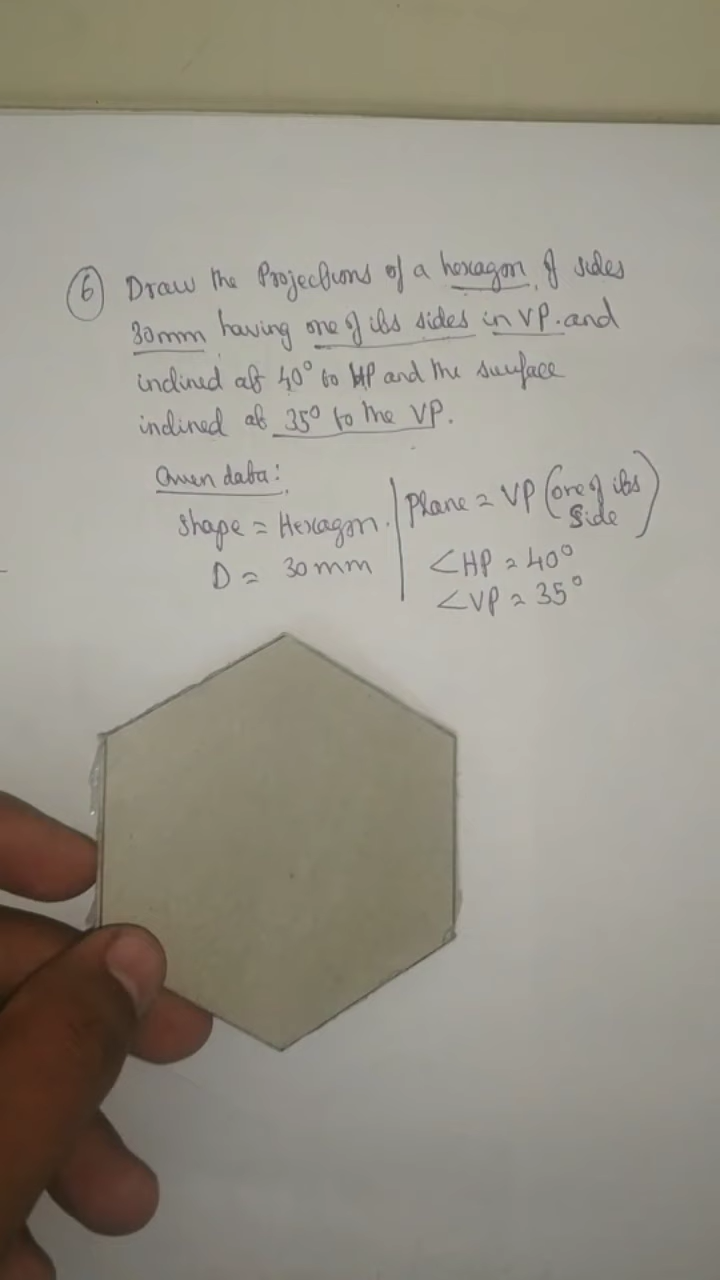 6 Draw the Projections of a hexagon of sides
30mm having one of its sides in VP. and
inclined at 40° to HP and the surface
inclined at 35° to the VP.
Given data:
shape = Hexagon.
D = 30mm
Plane = VP (one of its
Side)
∠HP = 40°
∠VP = 35°